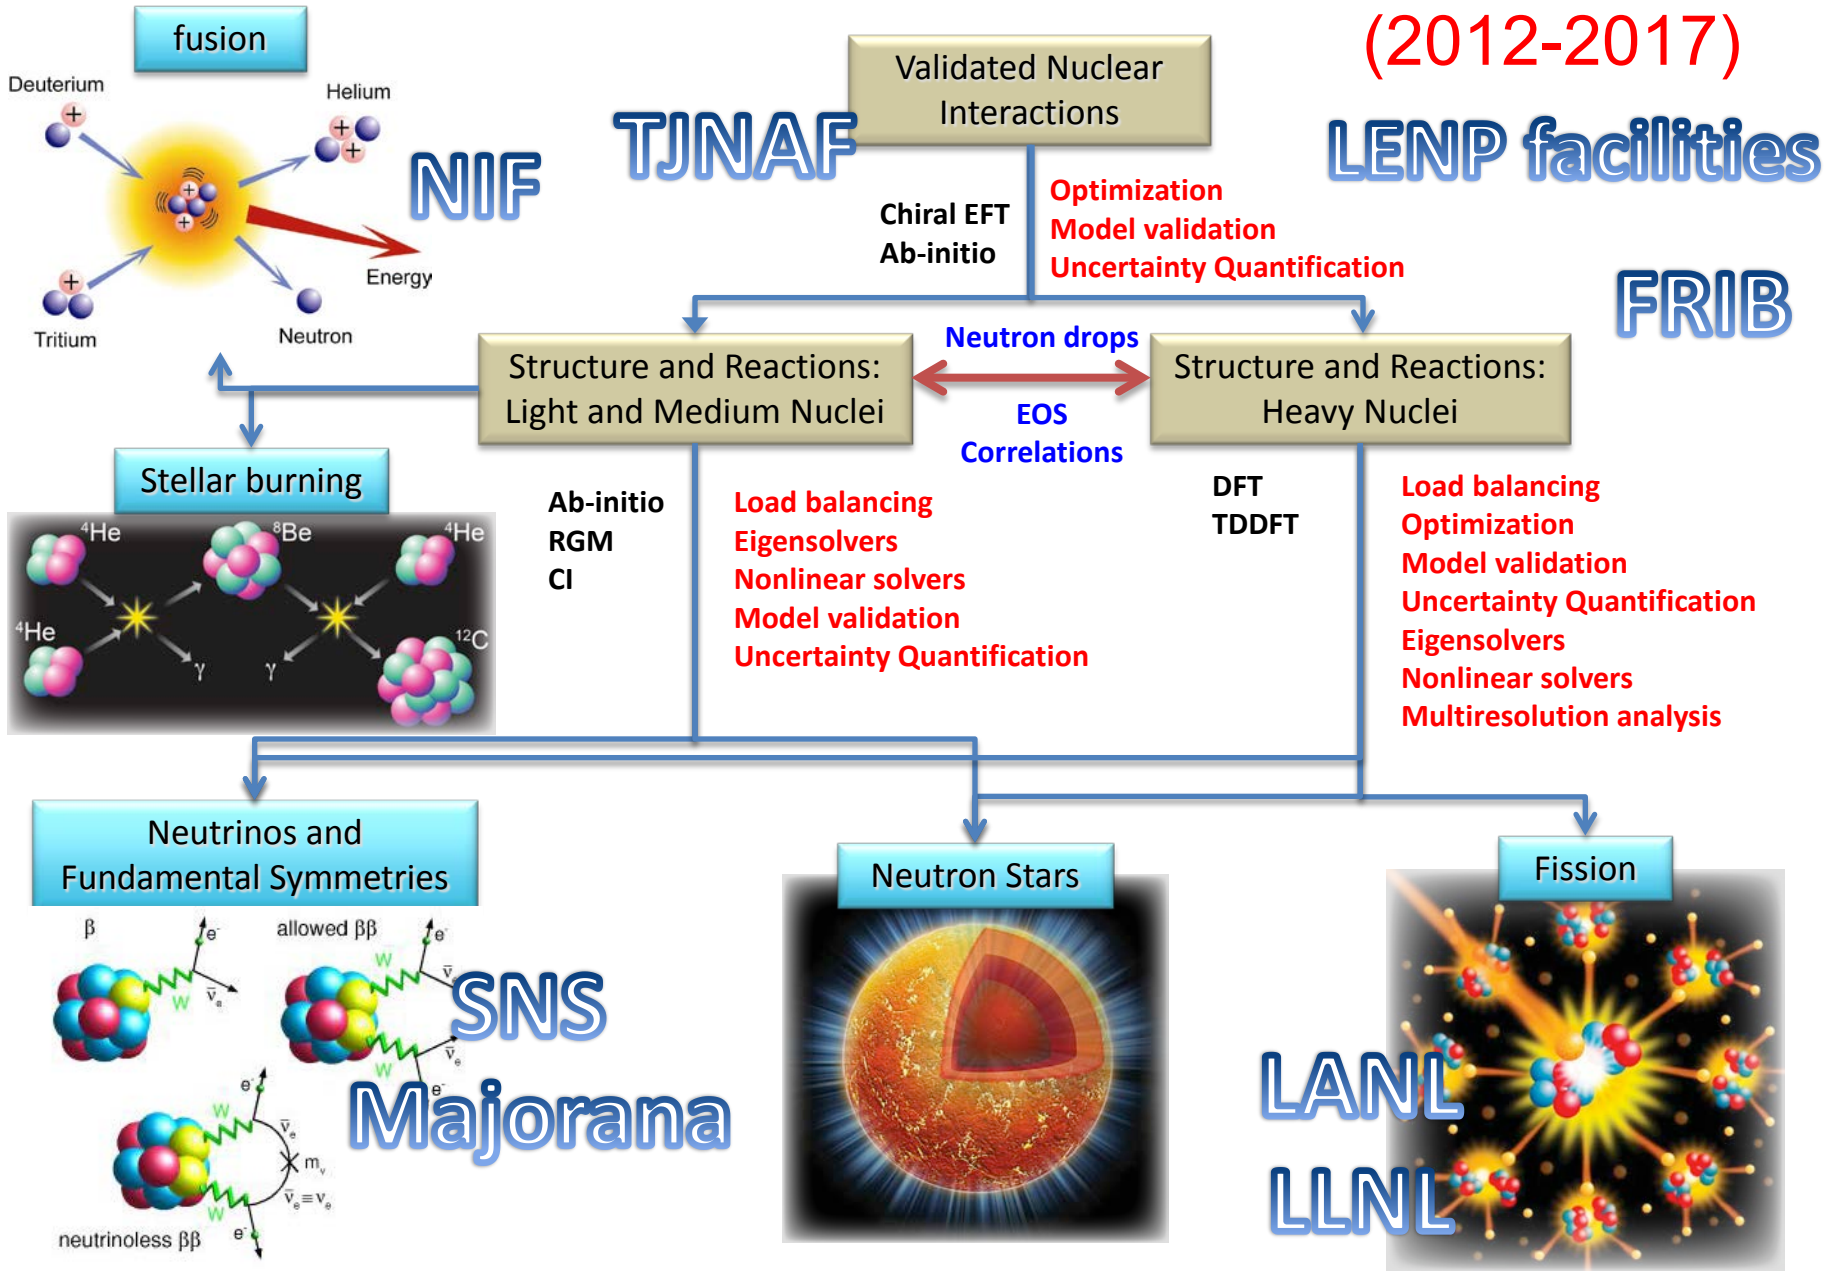 (2012-2017)
fusion
Deuterium
Helium
Energy
Tritium
Neutron
NIF
TJNAF
Validated Nuclear
Interactions
LENP facilities
FRIB
Chiral EFT
Ab-initio
Optimization
Model validation
Uncertainty Quantification
Structure and Reactions:
Light and Medium Nuclei
Neutron drops
EOS
Correlations
Structure and Reactions:
Heavy Nuclei
Stellar burning
⁴He
⁸Be
⁴He
⁴He
¹²C
γ
γ
Ab-initio
RGM
CI
Load balancing
Eigensolvers
Nonlinear solvers
Model validation
Uncertainty Quantification
DFT
TDDFT
Load balancing
Optimization
Model validation
Uncertainty Quantification
Eigensolvers
Nonlinear solvers
Multiresolution analysis
Neutrinos and
Fundamental Symmetries
β
e⁻
W
ν̅ₑ
allowed ββ
e⁻
W
ν̅ₑ
W
ν̅ₑ
e⁻
SNS
Majorana
e⁻
W
ν̅ₑ
mᵥ
ν̅ₑ≡νₑ
W
e⁻
neutrinoless ββ
Neutron Stars
Fission
LANL
LLNL